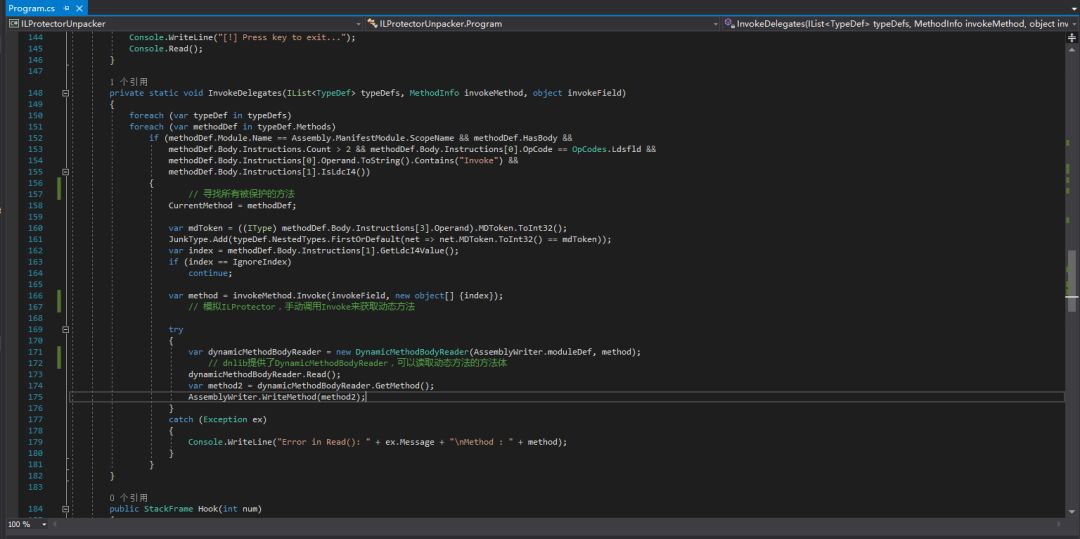 Program.cs
ILProtectorUnpacker
ILProtectorUnpacker.Program
InvokeDelegates(IList<TypeDef> typeDefs, MethodInfo invokeMethod, object inv
144 Console.WriteLine("[!] Press key to exit...");
145 Console.Read();
146 }
147
1 个引用
148 private static void InvokeDelegates(IList<TypeDef> typeDefs, MethodInfo invokeMethod, object invokeField)
149 {
150 foreach (var typeDef in typeDefs)
151 foreach (var methodDef in typeDef.Methods)
152 if (methodDef.Module.Name == Assembly.ManifestModule.ScopeName && methodDef.HasBody &&
153 methodDef.Body.Instructions.Count > 2 && methodDef.Body.Instructions[0].OpCode == OpCodes.Ldsfld &&
154 methodDef.Body.Instructions[0].Operand.ToString().Contains("Invoke") &&
155 methodDef.Body.Instructions[1].IsLdcI4())
156 {
157 // 寻找所有被保护的方法
158 CurrentMethod = methodDef;
159
160 var mdToken = ((IType) methodDef.Body.Instructions[3].Operand).MDToken.ToInt32();
161 JunkType.Add(typeDef.NestedTypes.FirstOrDefault(net => net.MDToken.ToInt32() == mdToken));
162 var index = methodDef.Body.Instructions[1].GetLdcI4Value();
163 if (index == IgnoreIndex)
164 continue;
165
166 var method = invokeMethod.Invoke(invokeField, new object[] {index});
167 // 模拟ILProtector，手动调用Invoke来获取动态方法
168
169 try
170 {
171 var dynamicMethodBodyReader = new DynamicMethodBodyReader(AssemblyWriter.moduleDef, method);
172 // dnlib提供了DynamicMethodBodyReader，可以读取动态方法的方法体
173 dynamicMethodBodyReader.Read();
174 var method2 = dynamicMethodBodyReader.GetMethod();
175 AssemblyWriter.WriteMethod(method2);
176 }
177 catch (Exception ex)
178 {
179 Console.WriteLine("Error in Read(): " + ex.Message + "\nMethod : " + method);
180 }
181 }
182 }
183
0 个引用
184 public StackFrame Hook(int num)
100 %